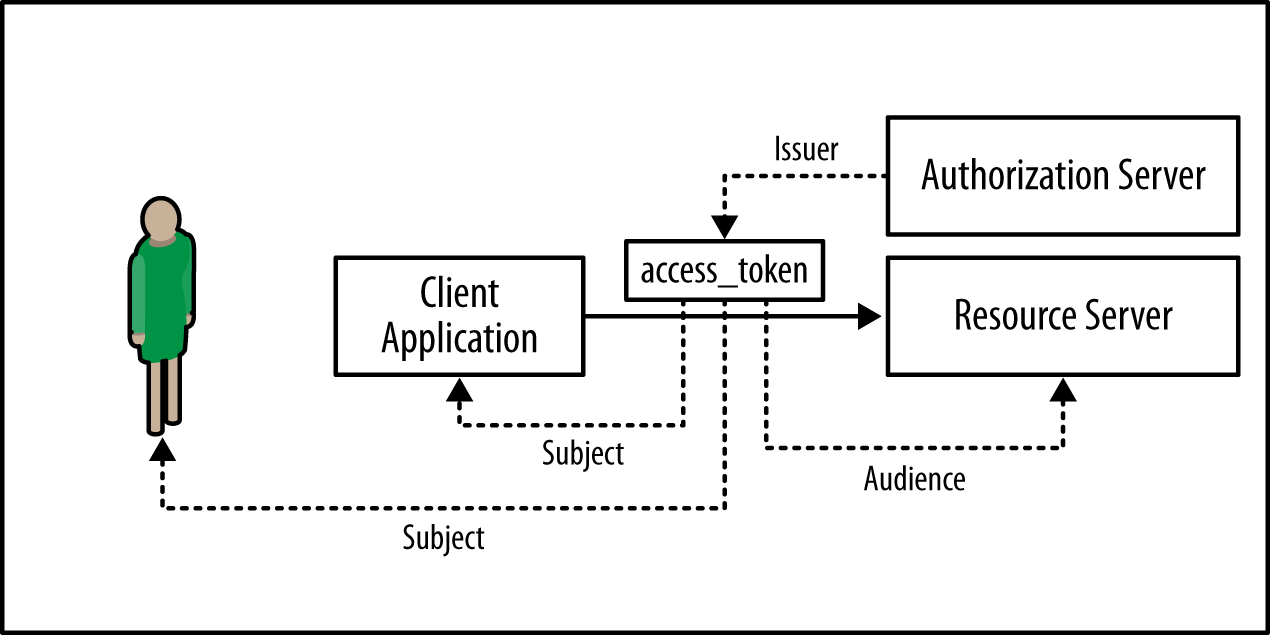 Issuer
Authorization Server
access_token
Client
Application
Resource Server
Subject
Audience
Subject